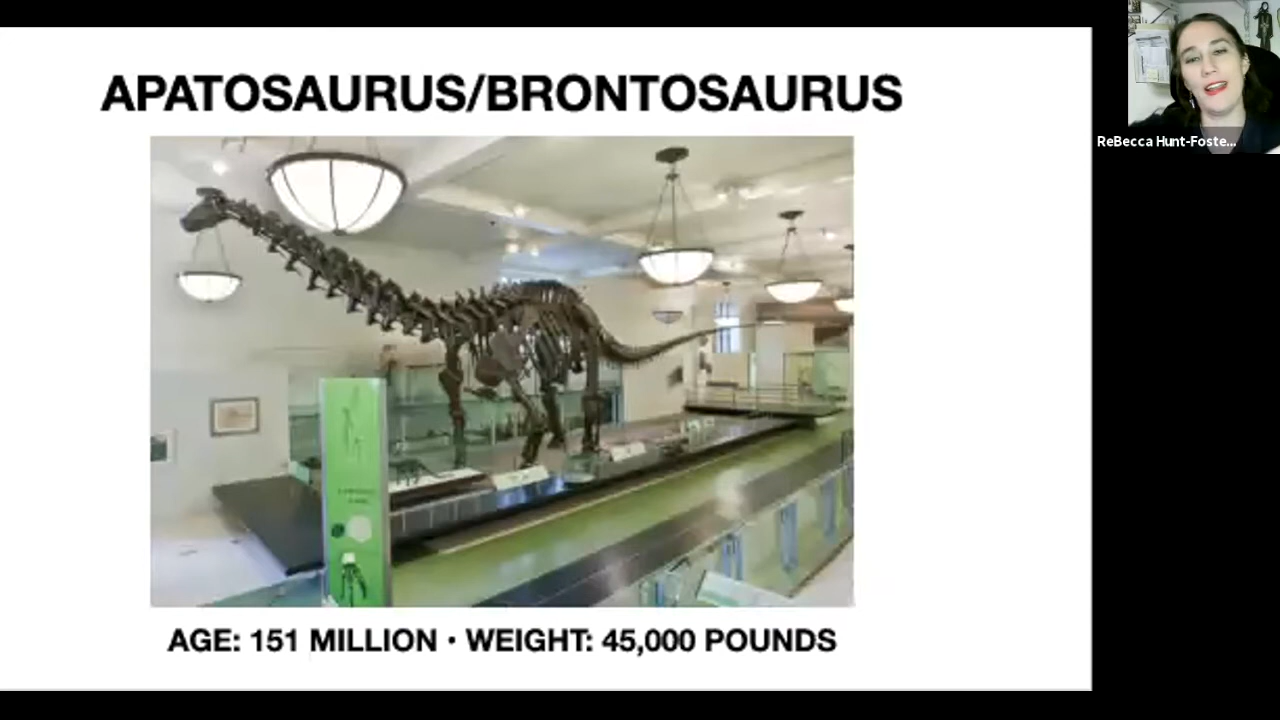 APATOSAURUS/BRONTOSAURUS
ReBecca Hunt-Foste...
AGE: 151 MILLION • WEIGHT: 45,000 POUNDS